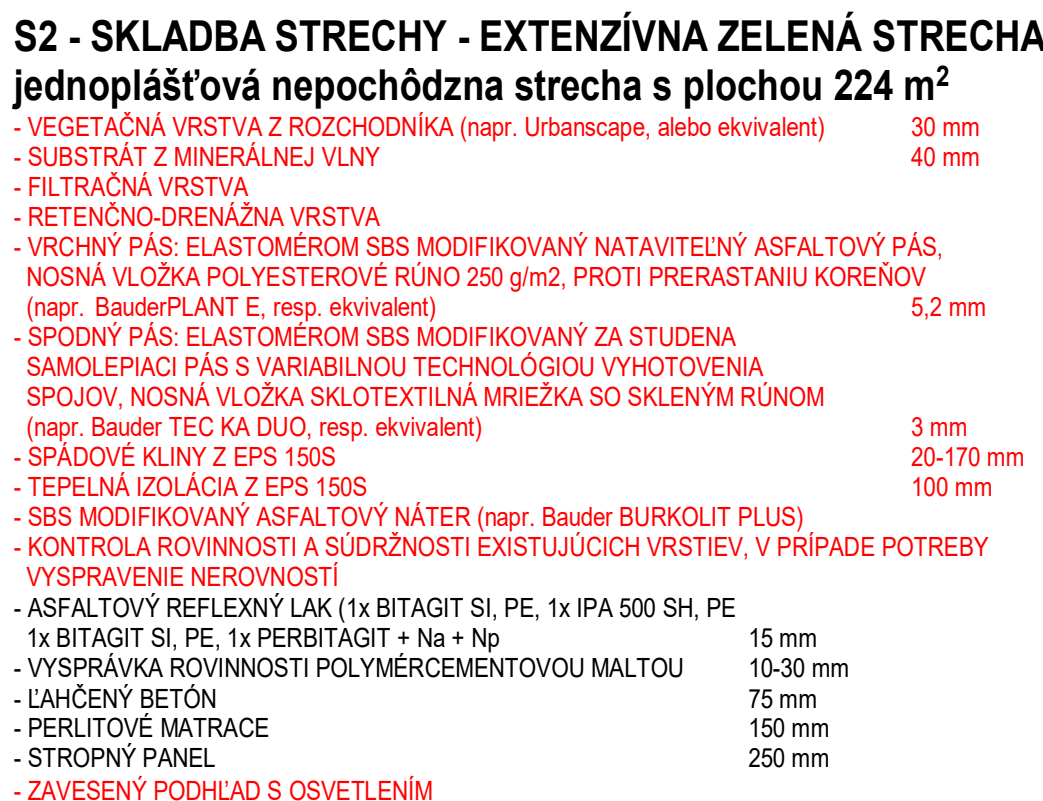 S2 - SKLADBA STRECHY - EXTENZÍVNA ZELENÁ STRECHA
jednoplášťová nepochôdzna strecha s plochou 224 m²
- VEGETAČNÁ VRSTVA Z ROZCHODNÍKA (napr. Urbanscape, alebo ekvivalent) 30 mm
- SUBSTRÁT Z MINERÁLNEJ VLNY 40 mm
- FILTRAČNÁ VRSTVA
- RETENČNO-DRENÁŽNA VRSTVA
- VRCHNÝ PÁS: ELASTOMÉROM SBS MODIFIKOVANÝ NATAVITEĽNÝ ASFALTOVÝ PÁS,
NOSNÁ VLOŽKA POLYESTEROVÉ RÚNO 250 g/m2, PROTI PRERASTANIU KOREŇOV
(napr. BauderPLANT E, resp. ekvivalent) 5,2 mm
- SPODNÝ PÁS: ELASTOMÉROM SBS MODIFIKOVANÝ ZA STUDENA
SAMOLEPIACI PÁS S VARIABILNOU TECHNOLÓGIOU VYHOTOVENIA
SPOJOV, NOSNÁ VLOŽKA SKLOTEXTILNÁ MRIEŽKA SO SKLENÝM RÚNOM
(napr. Bauder TEC KA DUO, resp. ekvivalent) 3 mm
- SPÁDOVÉ KLINY Z EPS 150S 20-170 mm
- TEPELNÁ IZOLÁCIA Z EPS 150S 100 mm
- SBS MODIFIKOVANÝ ASFALTOVÝ NÁTER (napr. Bauder BURKOLIT PLUS)
- KONTROLA ROVINNOSTI A SÚDRŽNOSTI EXISTUJÚCICH VRSTIEV, V PRÍPADE POTREBY
VYSPRAVENIE NEROVNOSTÍ
- ASFALTOVÝ REFLEXNÝ LAK (1x BITAGIT SI, PE, 1x IPA 500 SH, PE
1x BITAGIT SI, PE, 1x PERBITAGIT + Na + Np 15 mm
- VYSPRÁVKA ROVINNOSTI POLYMÉRCEMENTOVOU MALTOU 10-30 mm
- ĽAHČENÝ BETÓN 75 mm
- PERLITOVÉ MATRACE 150 mm
- STROPNÝ PANEL 250 mm
- ZAVESENÝ PODHĽAD S OSVETLENÍM